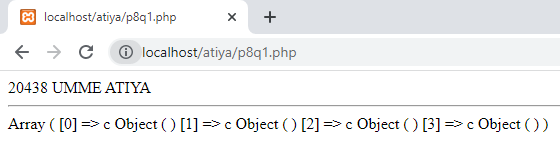 localhost/atiya/p8q1.php
localhost/atiya/p8q1.php
20438 UMME ATIYA
Array ( [0] => c Object ( ) [1] => c Object ( ) [2] => c Object ( ) [3] => c Object ( ) )